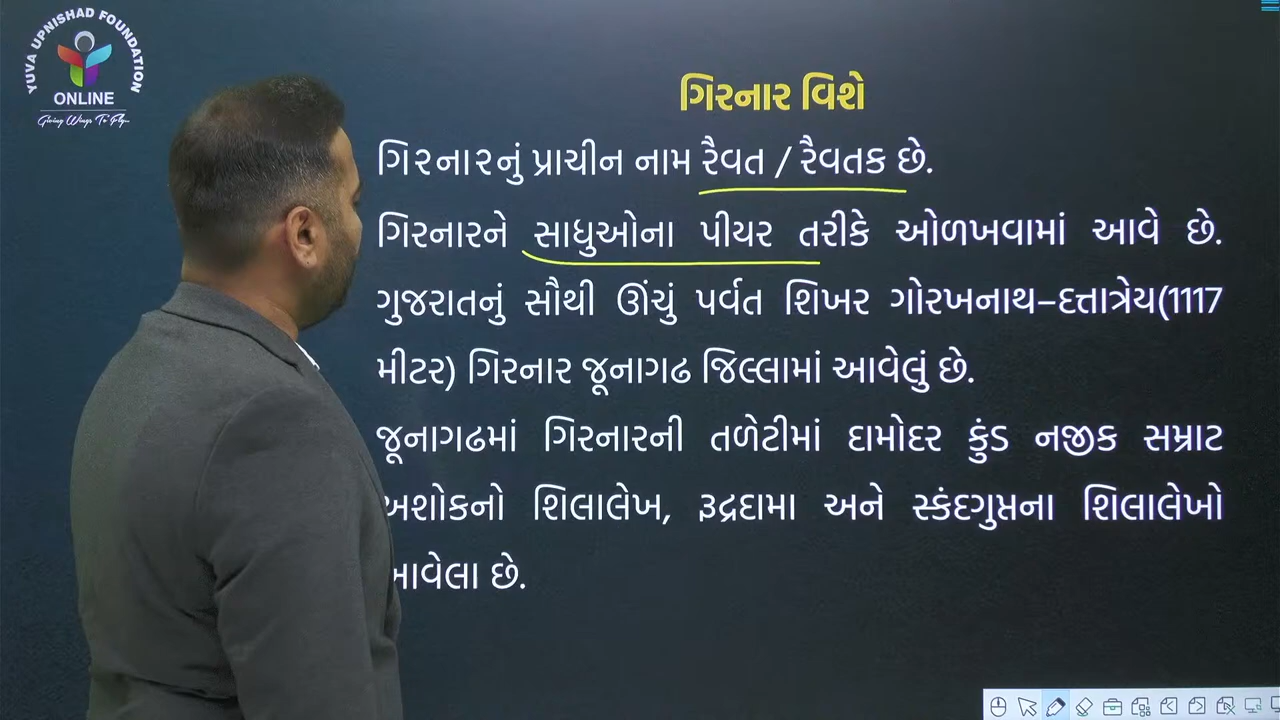 YUVA UPNISHAD FOUNDATION
ONLINE
Giving Wings To Fly...
ગિરનાર વિશે
ગિરનારનું પ્રાચીન નામ રૈવત / રૈવતક છે.
ગિરનારને સાધુઓના પીયર તરીકે ઓળખવામાં આવે છે.
ગુજરાતનું સૌથી ઊંચું પર્વત શિખર ગોરખનાથ–દત્તાત્રેય(1117
મીટર) ગિરનાર જૂનાગઢ જિલ્લામાં આવેલું છે.
જૂનાગઢમાં ગિરનારની તળેટીમાં દામોદર કુંડ નજીક સમ્રાટ
અશોકનો શિલાલેખ, રૂદ્રદામા અને સ્કંદગુપ્તના શિલાલેખો
આવેલા છે.